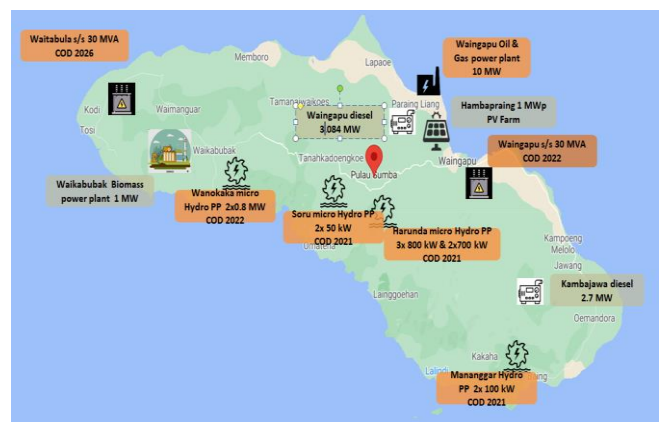 Waitabula s/s 30 MVA
COD 2026
Memboro
Lapaoe
Waingapu Oil &
Gas power plant
10 MW
Kodi
Tosi
Waimangur
Waingapu diesel
3,084 MW
Paraing Liang
Hambapraing 1 MWp
PV Farm
Waikabubak
Tanahkadoengkoe
Pulau Sumba
Waingapu
Waingapu s/s 30 MVA
COD 2022
Waikabubak Biomass
power plant 1 MW
Wanokaka micro
Hydro PP 2x0.8 MW
COD 2022
Soru micro Hydro PP
2x 50 kW
COD 2021
Harunda micro Hydro PP
3x 800 kW & 2x700 kW
COD 2021
Kampoeng
Melolo
Jawang
Lainggoehan
Kambajawa diesel
2.7 MW
Oemandora
Kakaha
Lalindi
Mananggar Hydro
PP 2x 100 kW
COD 2021